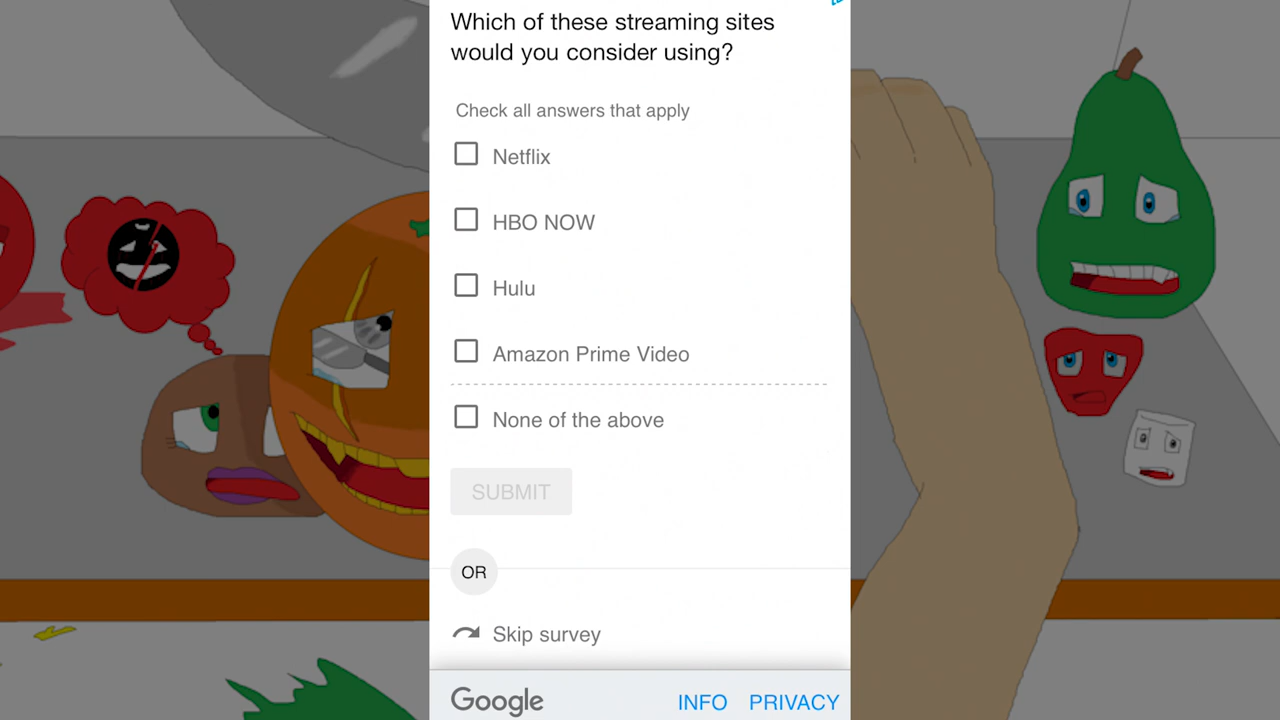 Which of these streaming sites
would you consider using?
Check all answers that apply
Netflix
HBO NOW
Hulu
Amazon Prime Video
None of the above
SUBMIT
OR
Skip survey
Google
INFO PRIVACY